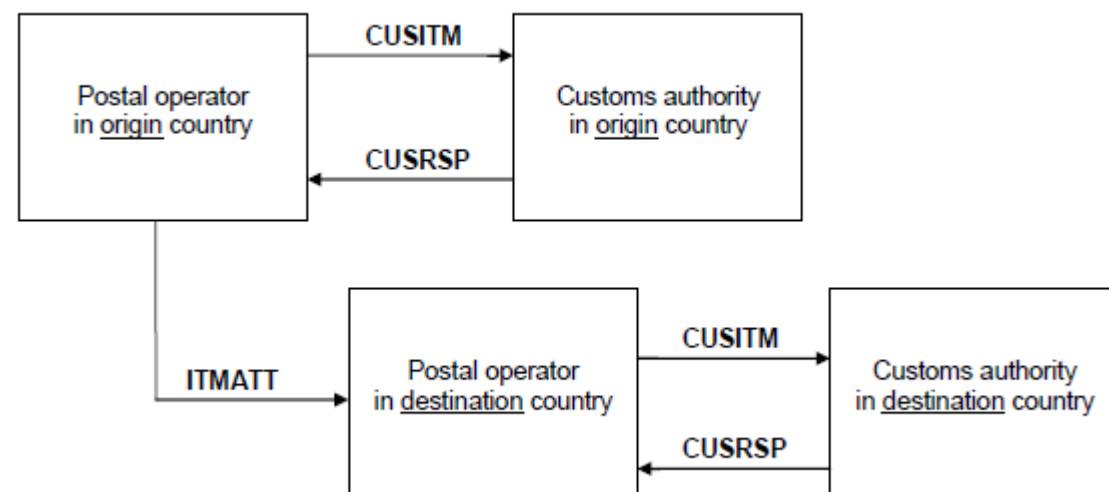 CUSITM
Postal operator
in origin country
Customs authority
in origin country
CUSRSP
CUSITM
ITMATT
Postal operator
in destination country
Customs authority
in destination country
CUSRSP